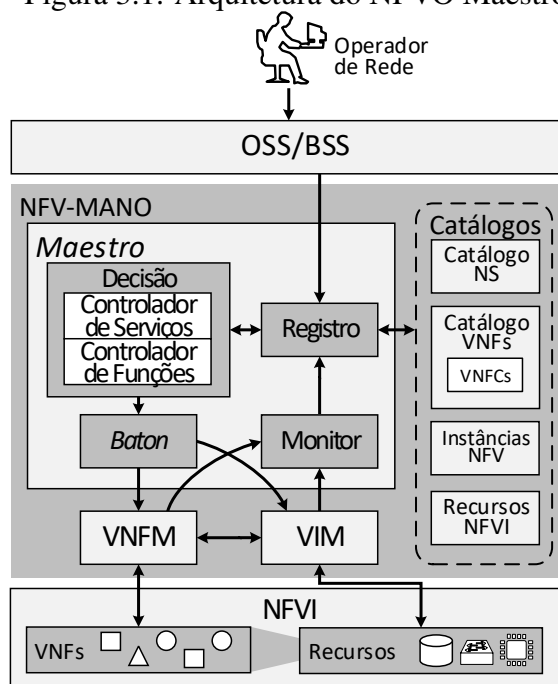 Figura 3.1: Arquitetura do NFVO Maestro
Operador
de Rede
OSS/BSS
NFV-MANO
Maestro
Decisão
Controlador
de Serviços
Controlador
de Funções
Registro
Baton
Monitor
VNFM
VIM
Catálogos
Catálogo
NS
Catálogo
VNFs
VNFCs
Instâncias
NFV
Recursos
NFVI
NFVI
VNFs
Recursos